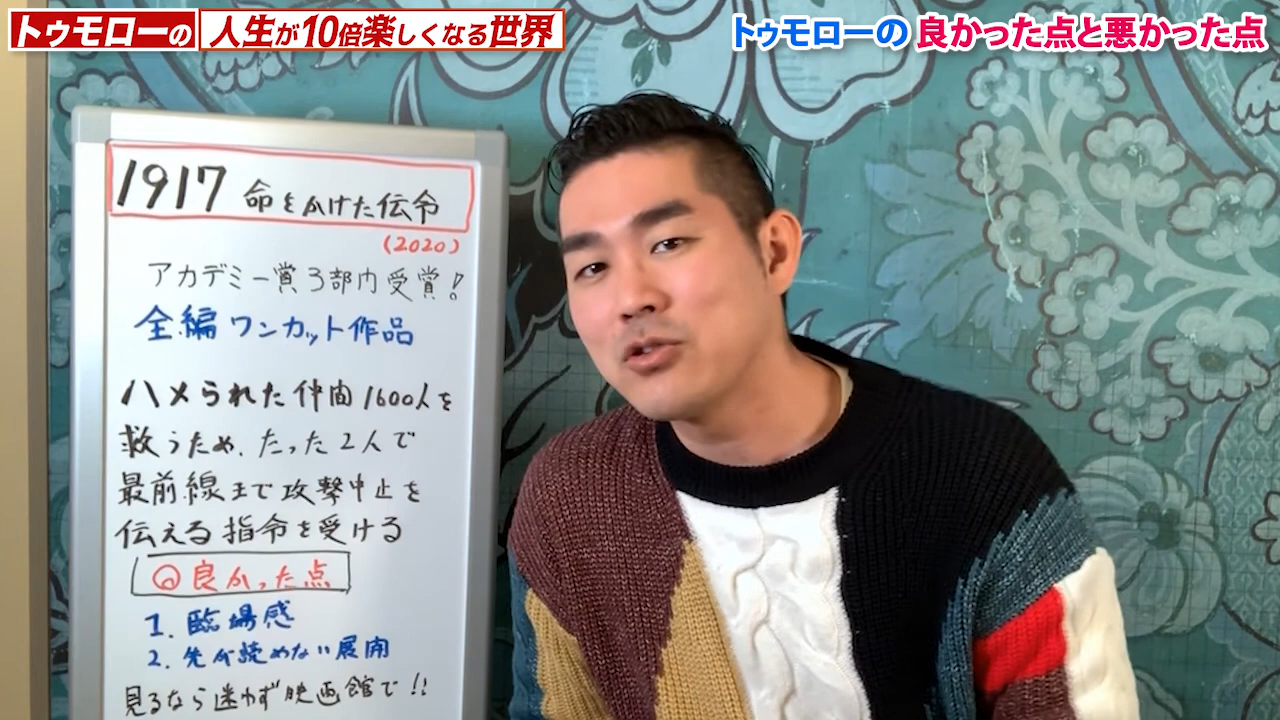 トゥモローの 人生が10倍楽しくなる世界
トゥモローの 良かった点と悪かった点
1917 命をかけた伝令
(2020)
アカデミー賞3部門受賞!
全編ワンカット作品
ハメられた仲間1600人を
救うため、たった2人で
最前線まで攻撃中止を
伝える指令を受ける
◎良かった点
1. 臨場感
2. 先が読めない展開
見るなら迷わず映画館で!!